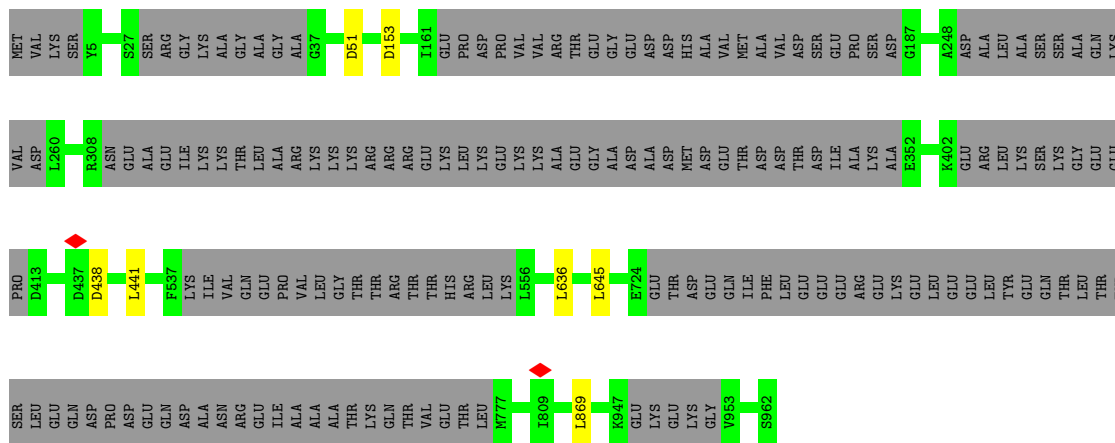 MET VAL LYS SER Y5 S27 SER ARG GLY LYS ALA GLY ALA GLY ALA G37 D51 D153 I161 GLU PRO ASP PRO VAL VAL ARG THR GLU GLY GLU ASP ASP HIS ALA VAL MET ALA VAL ASP SER GLU PRO SER ASP G187 A248 ASP ALA LEU ALA SER SER ALA GLN LYS
VAL ASP L260 R308 ASN GLU ALA GLU ILE LYS LYS THR LEU ALA ARG LYS LYS LYS ARG ARG ARG GLU LYS LEU LYS GLU LYS LYS ALA GLU GLY ALA ASP ALA ASP MET ASP GLU THR ASP ASP THR ASP ILE ALA LYS ALA E352 K402 GLU ARG LEU LYS SER LYS GLY GLU GLU
PRO D413 D437 D438 L441 F537 LYS ILE VAL GLN GLU PRO VAL LEU GLY THR THR ARG THR THR HIS ARG LEU LYS L556 L636 L645 E724 GLU THR ASP GLU GLN ILE PHE LEU GLU GLU GLU ARG GLU LYS GLU LEU GLU GLU LEU TYR GLU GLN THR LEU THR
SER LEU GLU GLN ASP PRO ASP GLU GLN ASP ALA ASN ARG GLU ILE ALA ALA ALA THR LYS GLN THR VAL GLU THR LEU M777 I809 L869 K947 GLU LYS GLU LYS GLY V953 S962